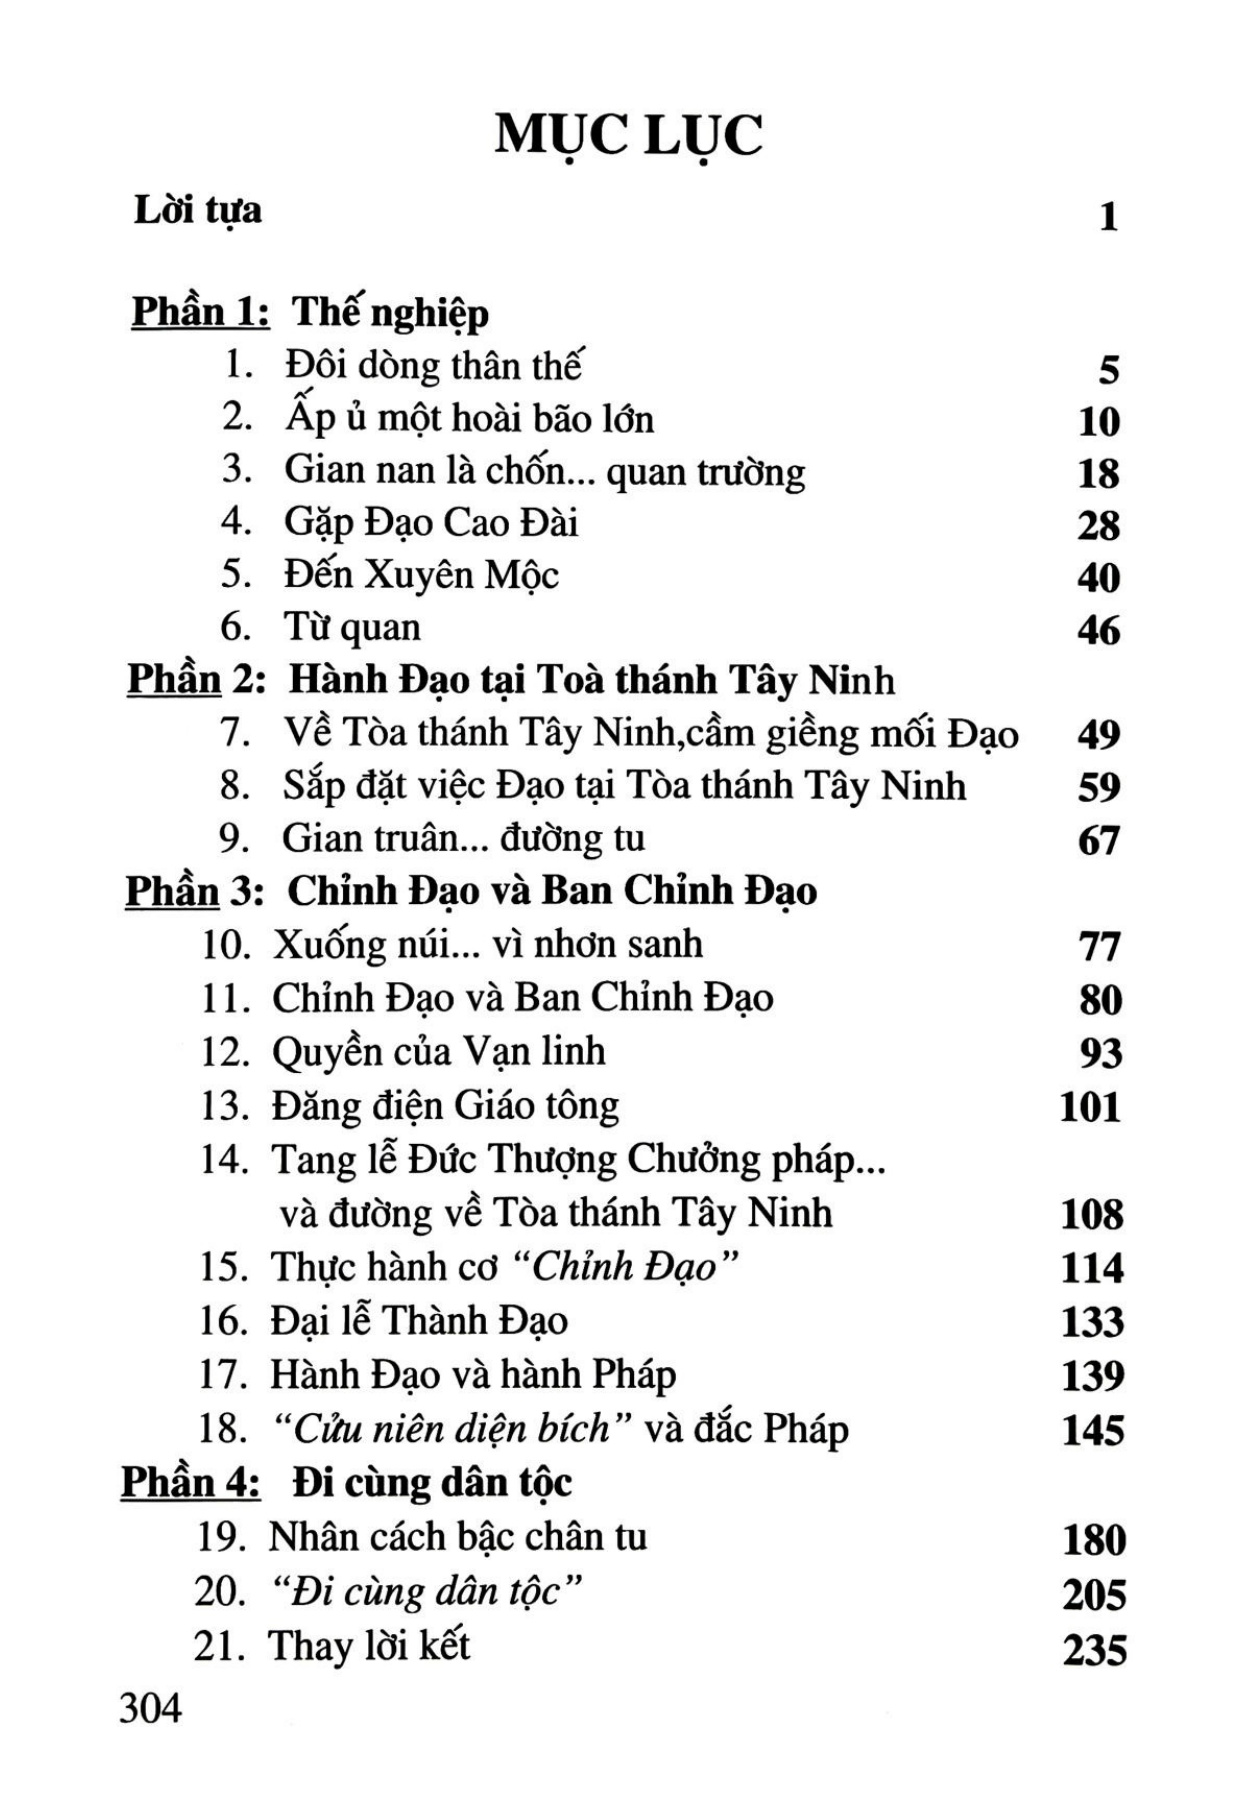 MỤC LỤC
Lời tựa 1
Phần 1: Thế nghiệp
1. Đôi dòng thân thế 5
2. Ấp ủ một hoài bão lớn 10
3. Gian nan là chốn... quan trường 18
4. Gặp Đạo Cao Đài 28
5. Đến Xuyên Mộc 40
6. Từ quan 46
Phần 2: Hành Đạo tại Toà thánh Tây Ninh
7. Về Tòa thánh Tây Ninh,cầm giềng mối Đạo 49
8. Sắp đặt việc Đạo tại Tòa thánh Tây Ninh 59
9. Gian truân... đường tu 67
Phần 3: Chỉnh Đạo và Ban Chỉnh Đạo
10. Xuống núi... vì nhơn sanh 77
11. Chỉnh Đạo và Ban Chỉnh Đạo 80
12. Quyền của Vạn linh 93
13. Đăng điện Giáo tông 101
14. Tang lễ Đức Thượng Chưởng pháp...
và đường về Tòa thánh Tây Ninh 108
15. Thực hành cơ “Chỉnh Đạo” 114
16. Đại lễ Thành Đạo 133
17. Hành Đạo và hành Pháp 139
18. “Cửu niên diện bích” và đắc Pháp 145
Phần 4: Đi cùng dân tộc
19. Nhân cách bậc chân tu 180
20. “Đi cùng dân tộc” 205
21. Thay lời kết 235
304